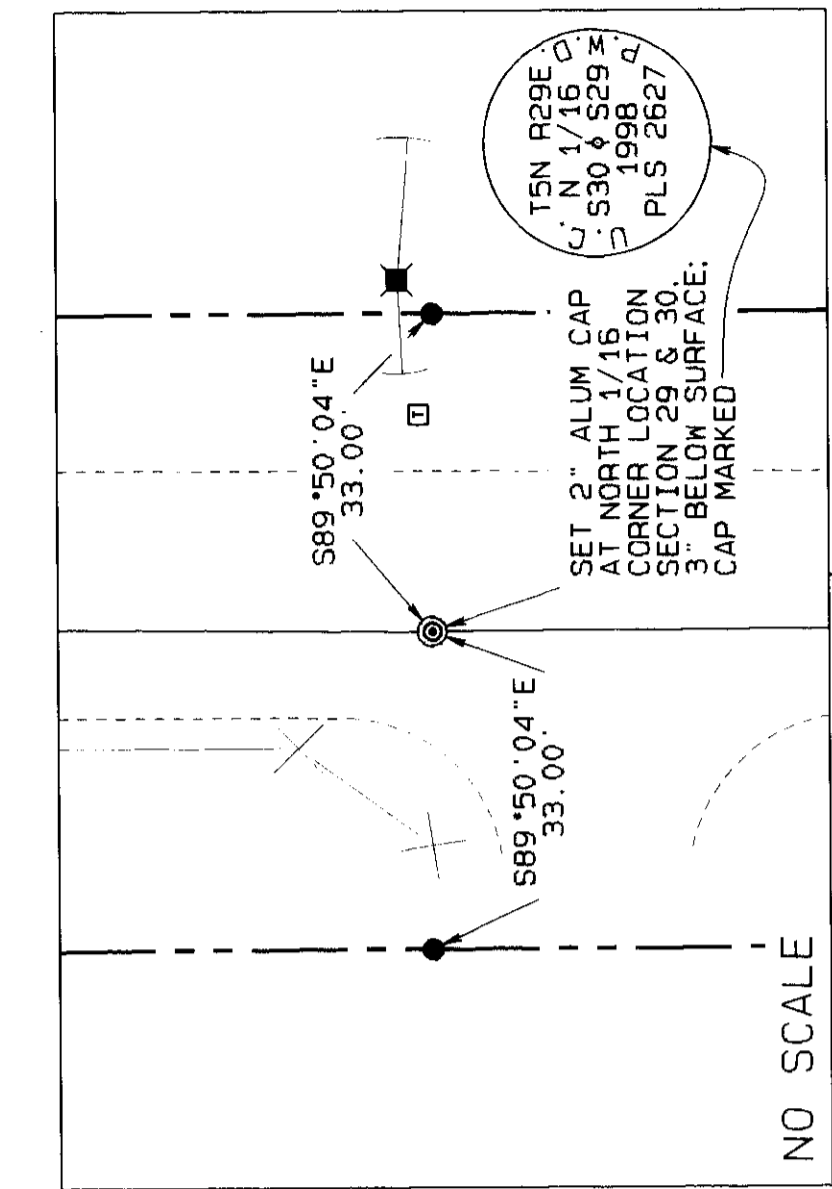 S89°50'04"E
33.00'
T
S89°50'04"E
33.00'
SET 2" ALUM CAP
AT NORTH 1/16
CORNER LOCATION
SECTION 29 & 30,
3" BELOW SURFACE;
CAP MARKED
U.C. P.W.D.
T5N R29E
N 1/16
S30 ϕ S29
1998
PLS 2627
NO SCALE